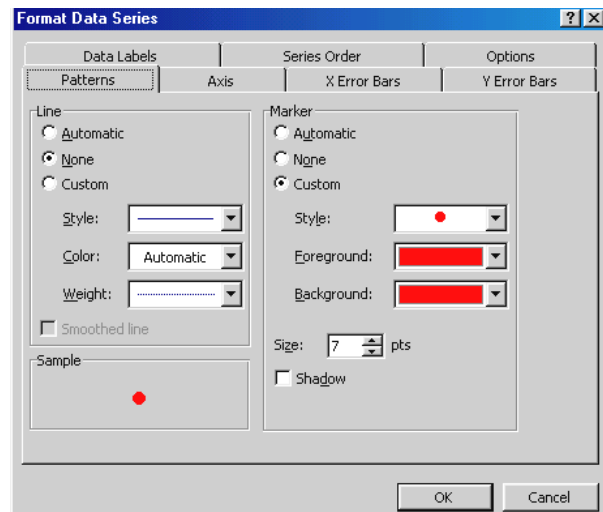 Format Data Series
Data Labels Series Order Options
Patterns Axis X Error Bars Y Error Bars
Line
Automatic
None
Custom
Style:
Color: Automatic
Weight:
Smoothed line
Sample
Marker
Automatic
None
Custom
Style:
Foreground:
Background:
Size: 7 pts
Shadow
OK Cancel